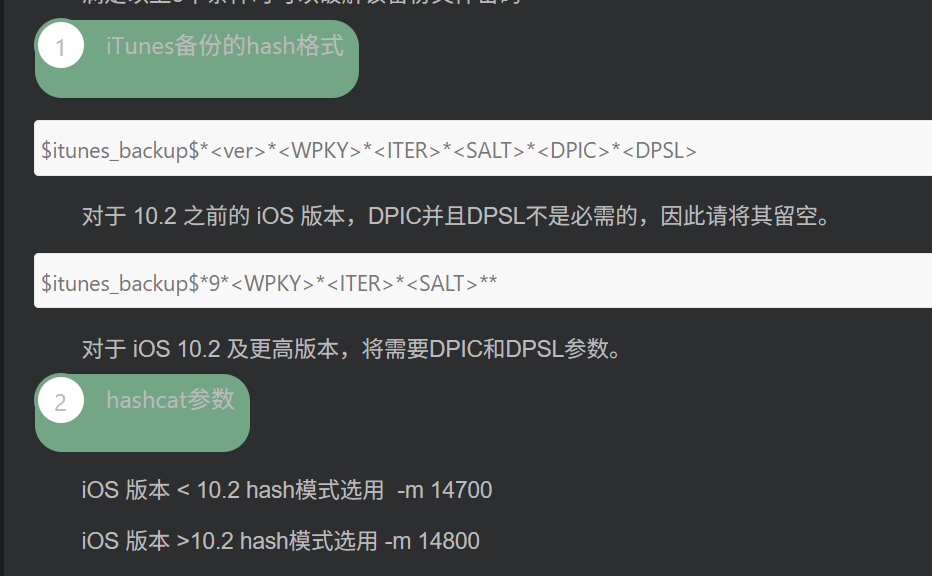 1 iTunes备份的hash格式
$itunes_backup$*<ver>*<WPKY>*<ITER>*<SALT>*<DPIC>*<DPSL>
对于 10.2 之前的 iOS 版本，DPIC并且DPSL不是必需的，因此请将其留空。
$itunes_backup$*9*<WPKY>*<ITER>*<SALT>**
对于 iOS 10.2 及更高版本，将需要DPIC和DPSL参数。
2 hashcat参数
iOS 版本 < 10.2 hash模式选用  -m 14700
iOS 版本 >10.2 hash模式选用 -m 14800